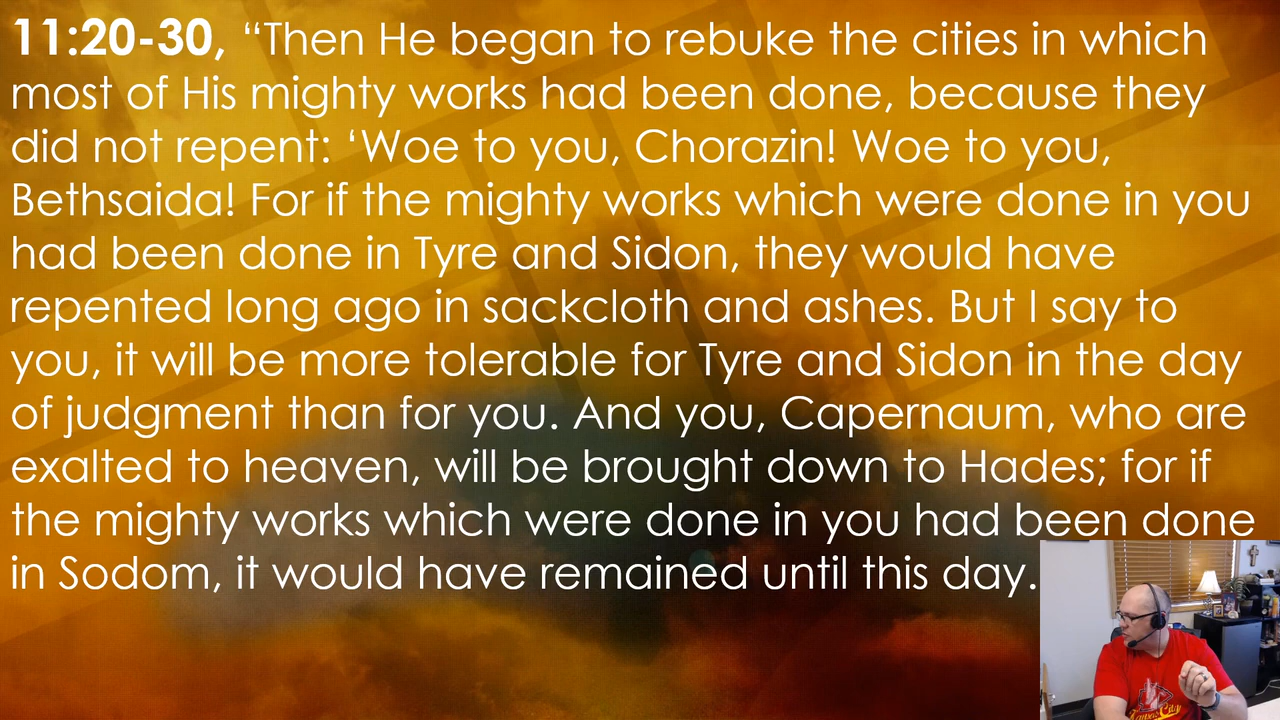 11:20-30, “Then He began to rebuke the cities in which
most of His mighty works had been done, because they
did not repent: ‘Woe to you, Chorazin! Woe to you,
Bethsaida! For if the mighty works which were done in you
had been done in Tyre and Sidon, they would have
repented long ago in sackcloth and ashes. But I say to
you, it will be more tolerable for Tyre and Sidon in the day
of judgment than for you. And you, Capernaum, who are
exalted to heaven, will be brought down to Hades; for if
the mighty works which were done in you had been done
in Sodom, it would have remained until this day.
Kansas City